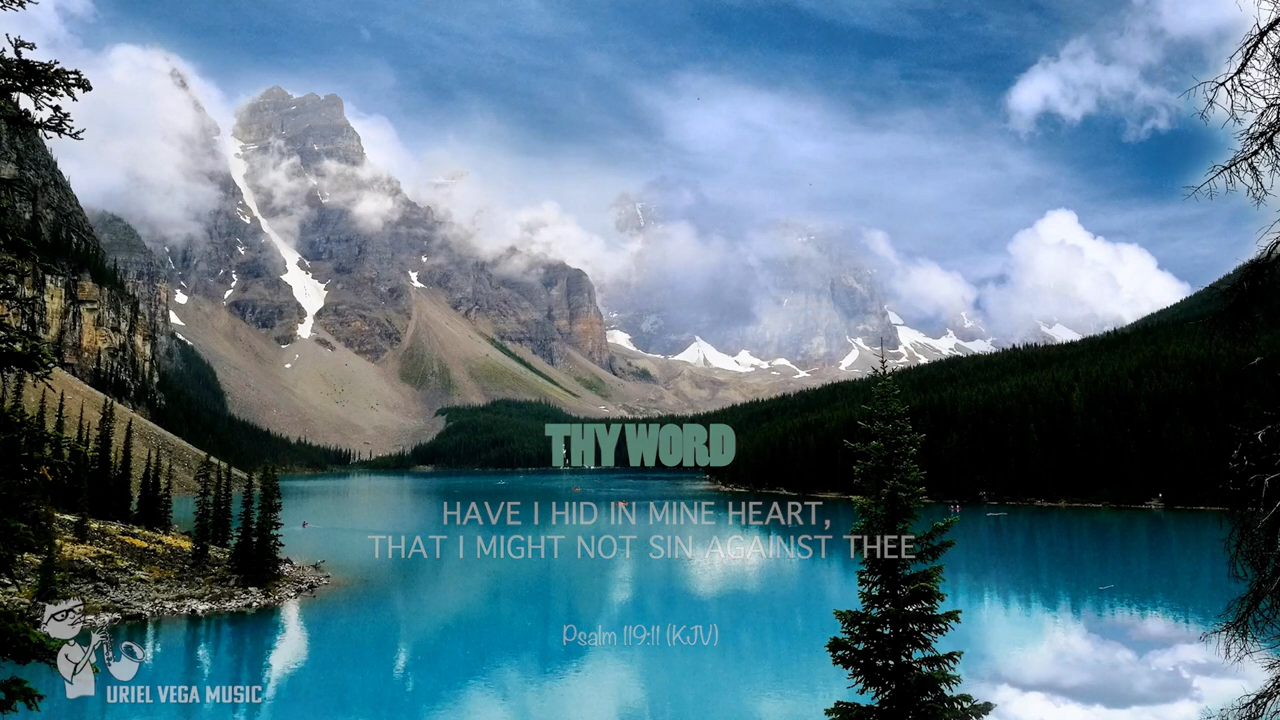 THY WORD
HAVE I HID IN MINE HEART,
THAT I MIGHT NOT SIN AGAINST THEE
Psalm 119:11 (KJV)
URIEL VEGA MUSIC